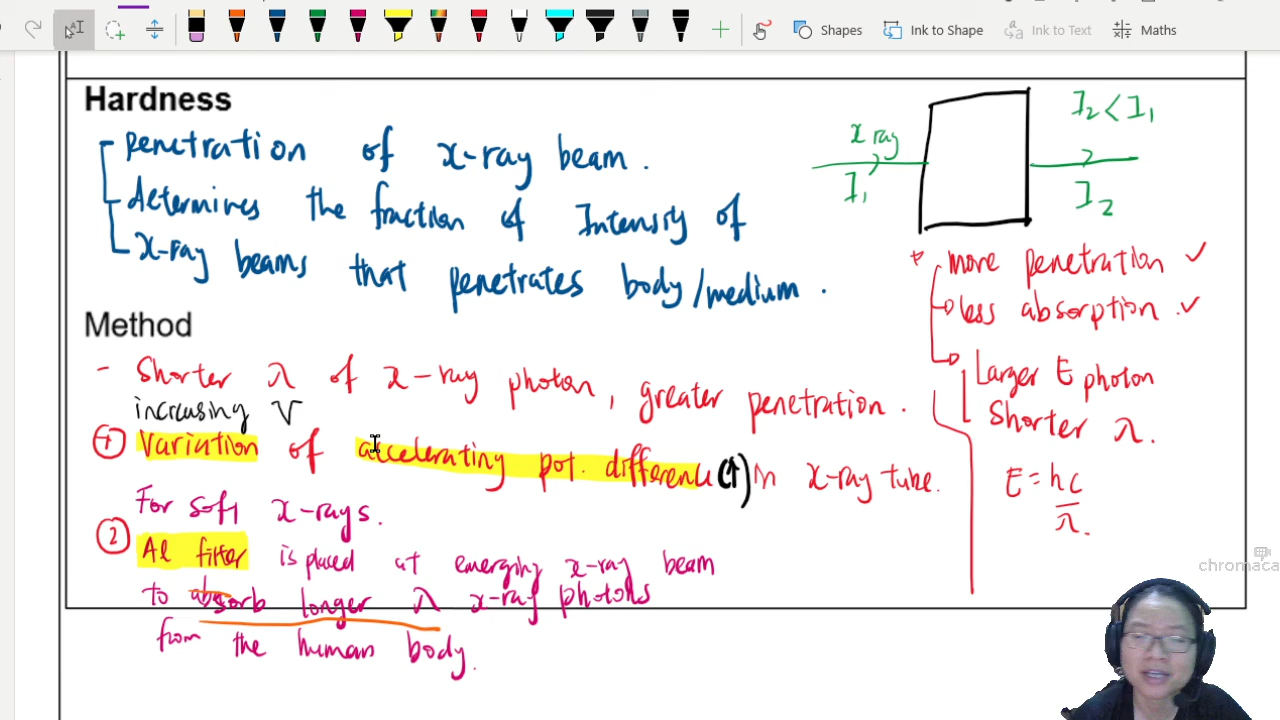 Shapes
Ink to Shape
Ink to Text
Maths
Hardness
penetration of x-ray beam.
determines the fraction of Intensity of
x-ray beams that penetrates body/medium.
x ray
I1
I2 < I1
I2
* more penetration ✓
→ less absorption ✓
→ Larger E photon
Shorter λ.
E = hc
λ.
Method
- Shorter λ of x-ray photon, greater penetration.
increasing V
① Variation of accelerating pot. difference (↑) in x-ray tube.
For soft x-rays.
② Al filter is placed at emerging x-ray beam
to absorb longer λ x-ray photons
from the human body.
chromaca